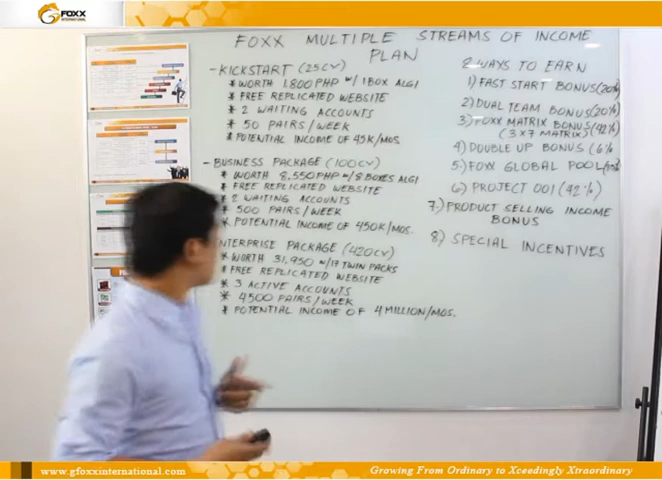 GFOXX
INTERNATIONAL
FOXX MULTIPLE STREAMS OF INCOME
PLAN
- KICKSTART (25CV)
* WORTH 1,800 PHP W/ 1 BOX ALGI
* FREE REPLICATED WEBSITE
* 2 WAITING ACCOUNTS
* 50 PAIRS/WEEK
* POTENTIAL INCOME OF 45K/MOS.
- BUSINESS PACKAGE (100CV)
* WORTH 8,550 PHP W/ 8 BOXES ALGI
* FREE REPLICATED WEBSITE
* 2 WAITING ACCOUNTS
* 500 PAIRS/WEEK
* POTENTIAL INCOME OF 450K/MOS.
ENTERPRISE PACKAGE (420CV)
* WORTH 31,950 W/17 TWIN PACKS
* FREE REPLICATED WEBSITE
* 3 ACTIVE ACCOUNTS
* 4500 PAIRS/WEEK
* POTENTIAL INCOME OF 4 MILLION/MOS.
8 WAYS TO EARN
1) FAST START BONUS (20%)
2) DUAL TEAM BONUS (20%)
3) FOXX MATRIX BONUS (42%)
(3 X 7 MATRIX)
4) DOUBLE UP BONUS (6%
5.) FOXX GLOBAL POOL
6) PROJECT 001 (42%)
7.) PRODUCT SELLING INCOME
BONUS
8) SPECIAL INCENTIVES
www.gfoxxinternational.com
Growing From Ordinary to Xceedingly Xtraordinary